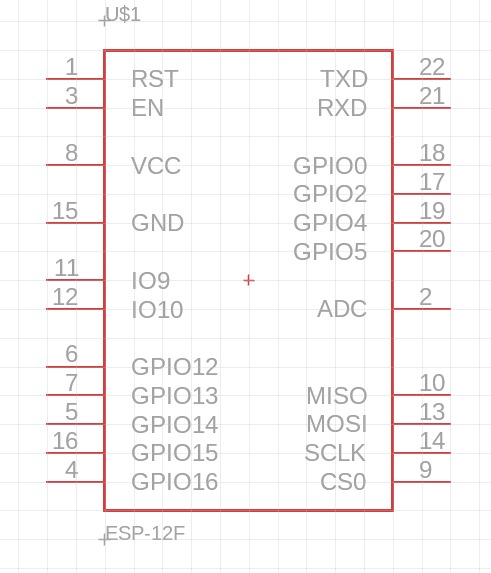 U$1
1 RST TXD 22
3 EN RXD 21
8 VCC GPIO0 18
GPIO2 17
15 GND GPIO4 19
GPIO5 20
11 IO9
12 IO10 ADC 2
6 GPIO12
7 GPIO13 MISO 10
5 GPIO14 MOSI 13
16 GPIO15 SCLK 14
4 GPIO16 CS0 9
ESP-12F